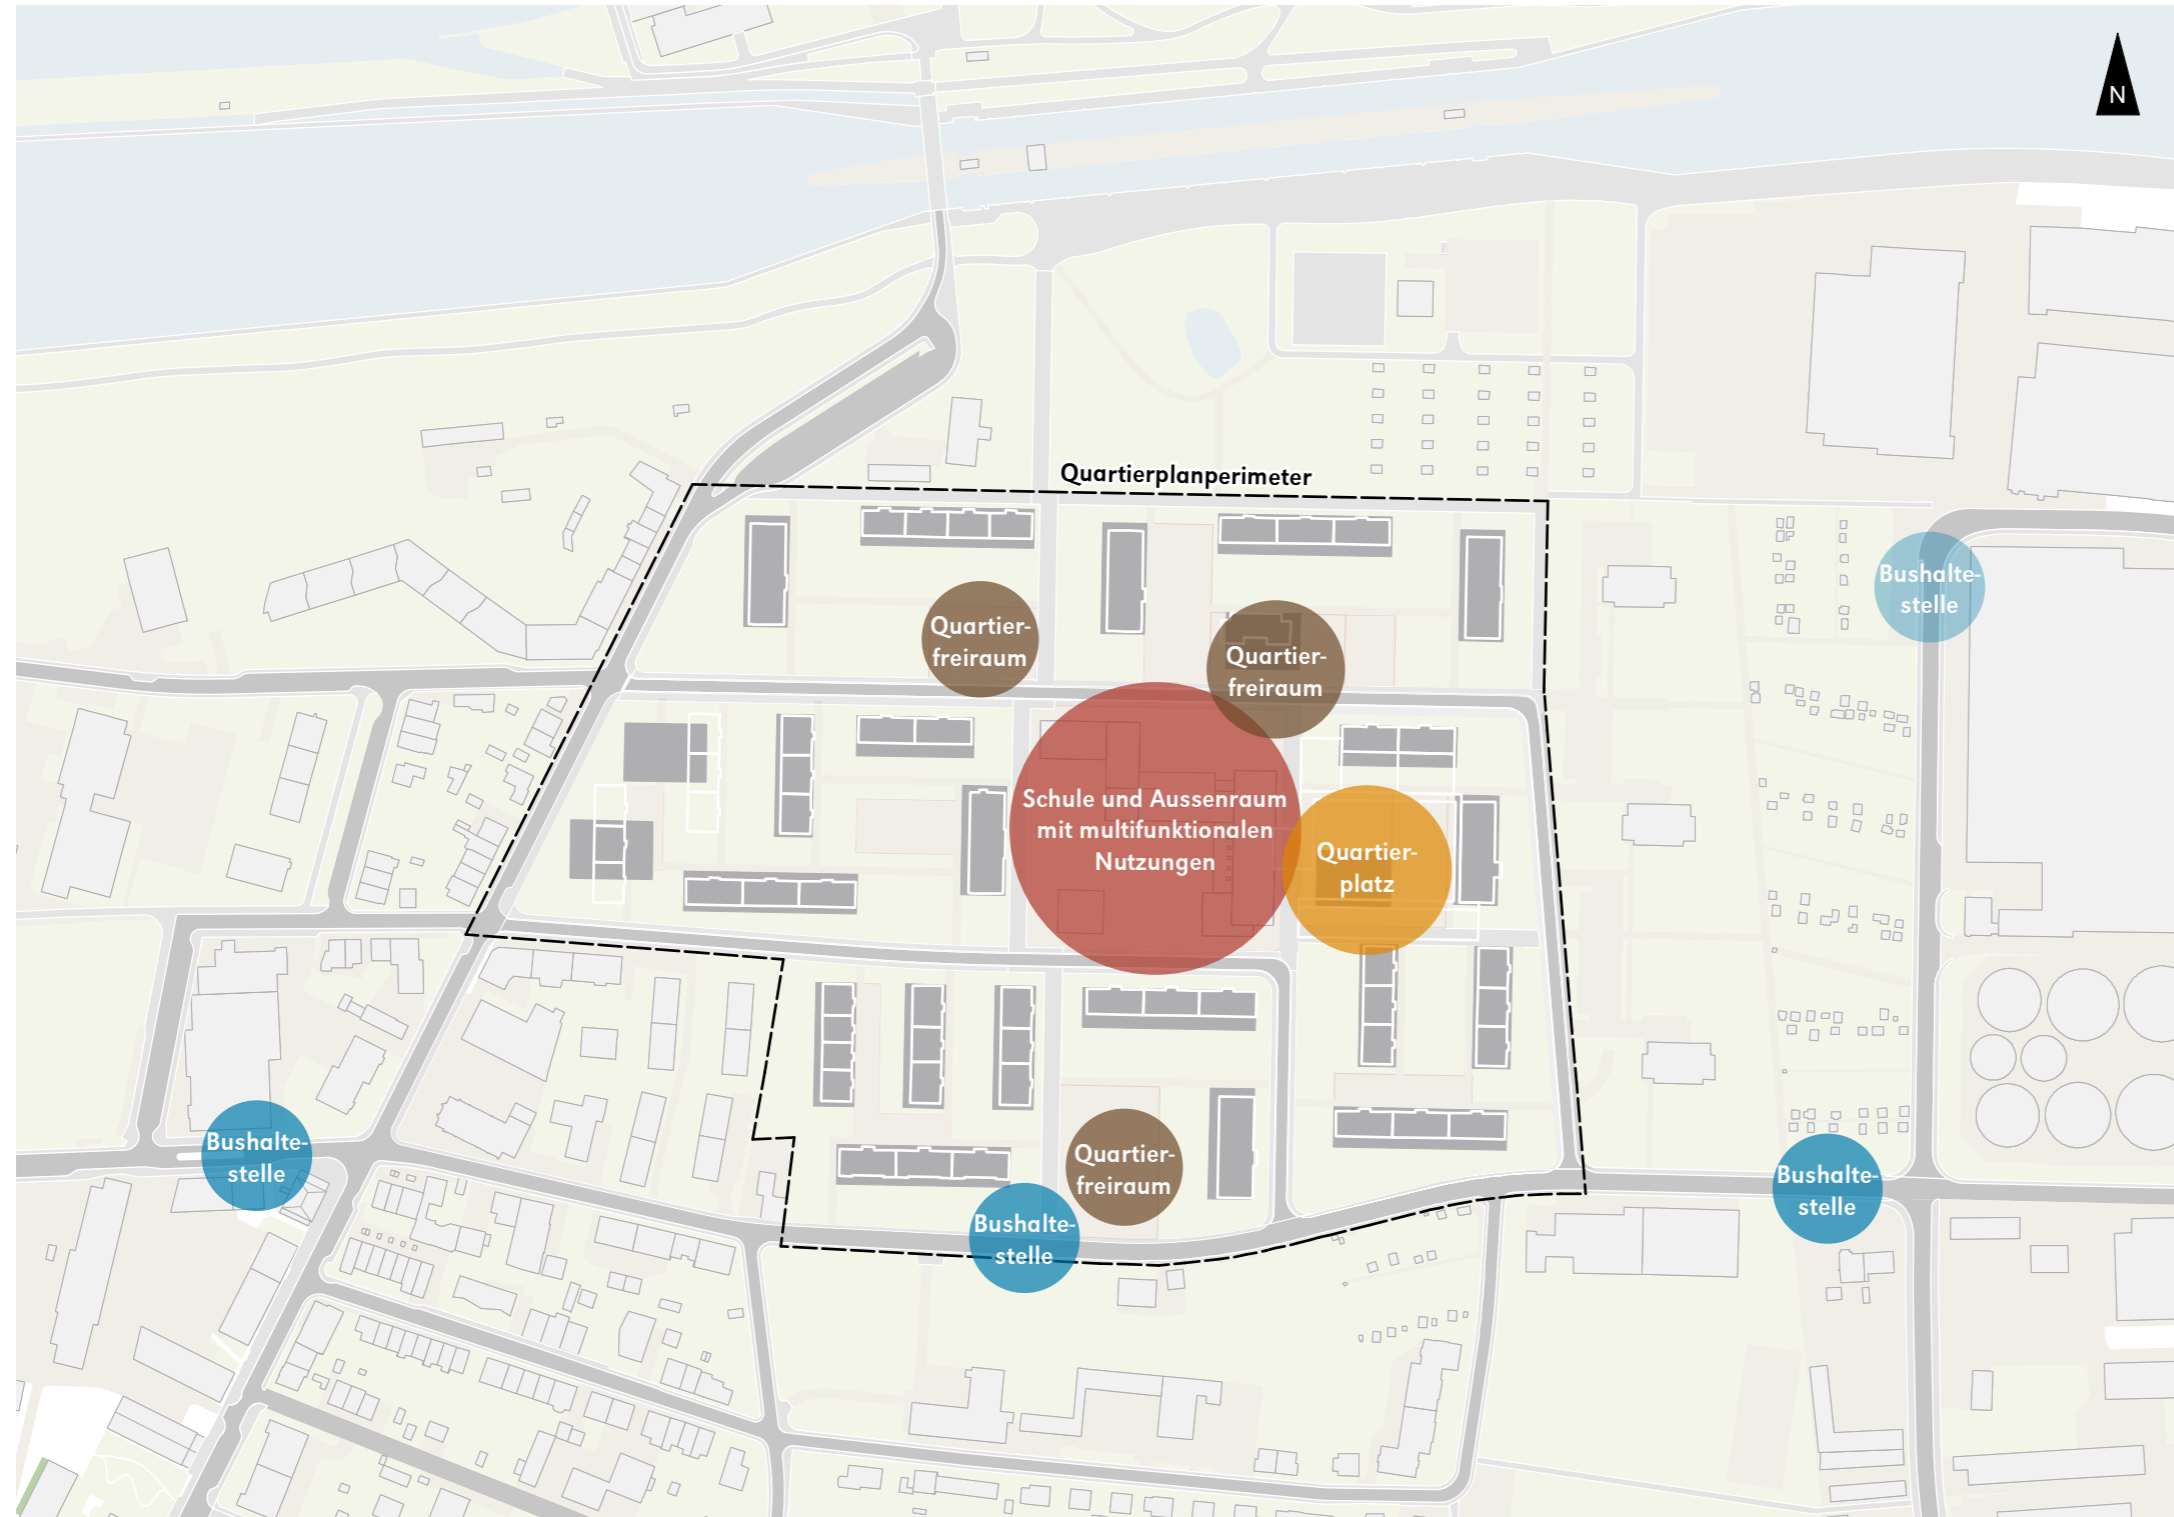 N
Quartierplanperimeter
Bushalte-
stelle
Quartier-
freiraum
Quartier-
freiraum
Schule und Aussenraum
mit multifunktionalen
Nutzungen
Quartier-
platz
Bushalte-
stelle
Quartier-
freiraum
Bushalte-
stelle
Bushalte-
stelle